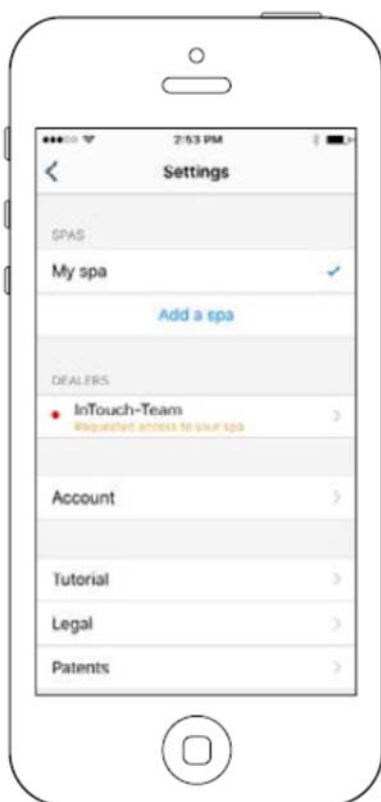 2:53 PM
Settings
SPAS
My spa
Add a spa
DEALERS
InTouch-Team
Requested access to your spa
Account
Tutorial
Legal
Patents